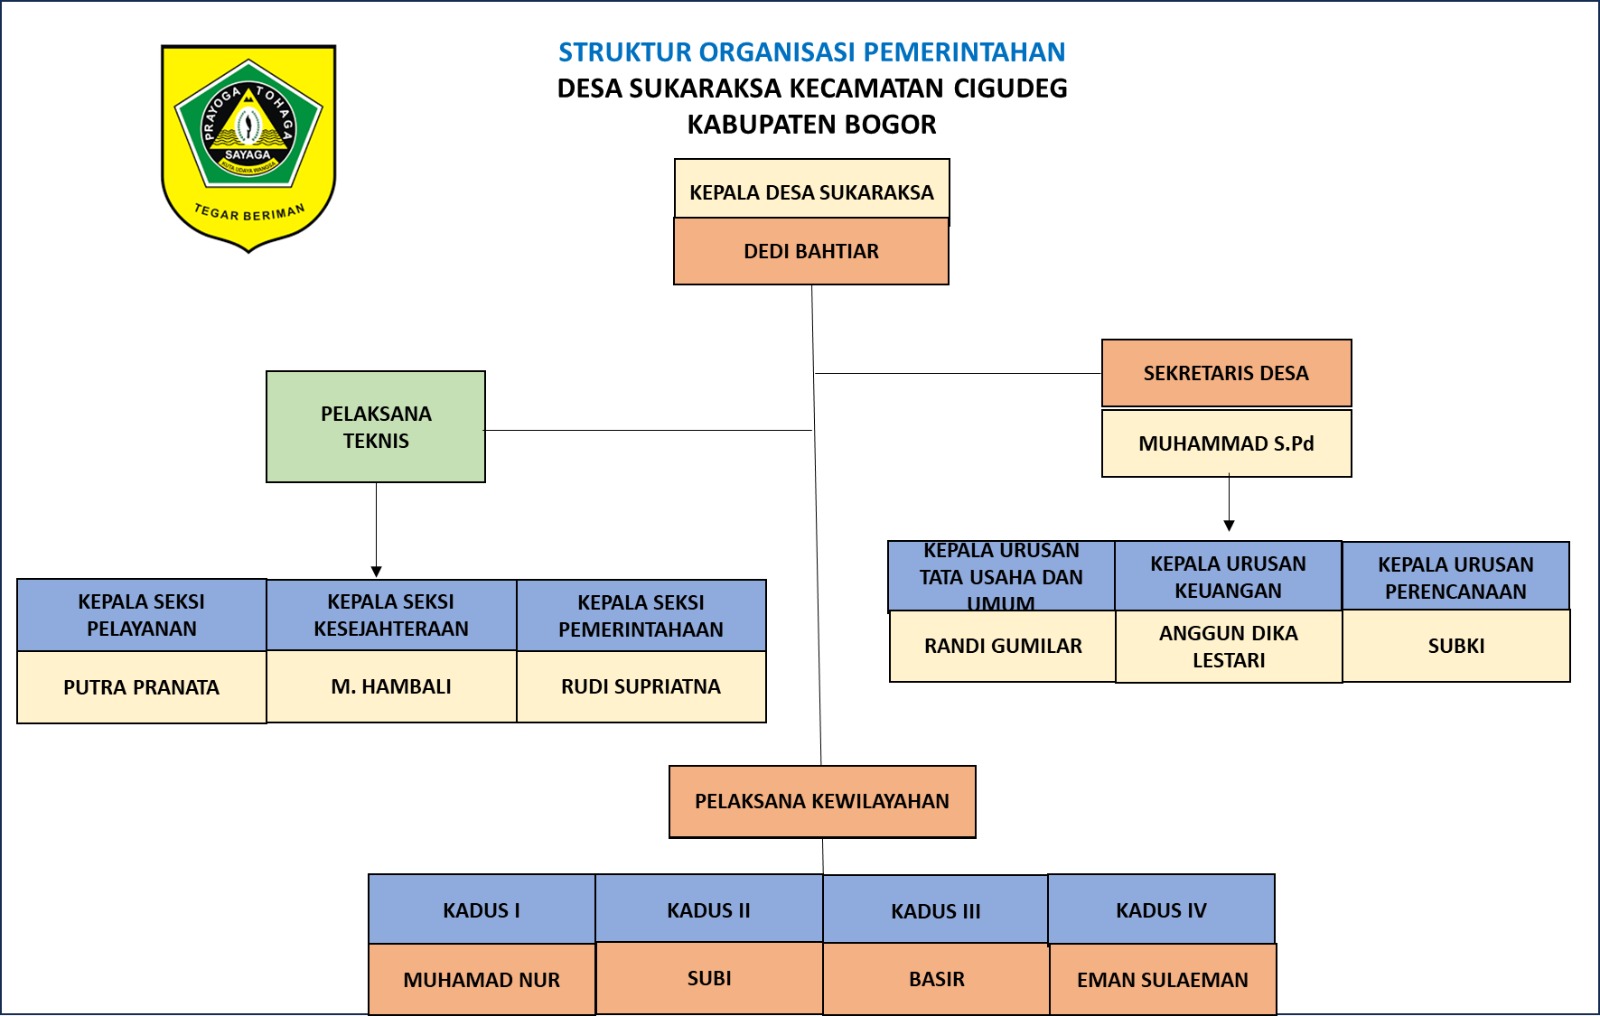 STRUKTUR ORGANISASI PEMERINTAHAN
DESA SUKARAKSA KECAMATAN CIGUDEG
KABUPATEN BOGOR
PRAYOGA TOHAGA
SAYAGA
KUTA UDAYA WANGSA
TEGAR BERIMAN
KEPALA DESA SUKARAKSA
DEDI BAHTIAR
SEKRETARIS DESA
MUHAMMAD S.Pd
PELAKSANA
TEKNIS
KEPALA URUSAN
TATA USAHA DAN
UMUM
KEPALA URUSAN
KEUANGAN
KEPALA URUSAN
PERENCANAAN
RANDI GUMILAR
ANGGUN DIKA
LESTARI
SUBKI
KEPALA SEKSI
PELAYANAN
KEPALA SEKSI
KESEJAHTERAAN
KEPALA SEKSI
PEMERINTAHAAN
PUTRA PRANATA
M. HAMBALI
RUDI SUPRIATNA
PELAKSANA KEWILAYAHAN
KADUS I
KADUS II
KADUS III
KADUS IV
MUHAMAD NUR
SUBI
BASIR
EMAN SULAEMAN